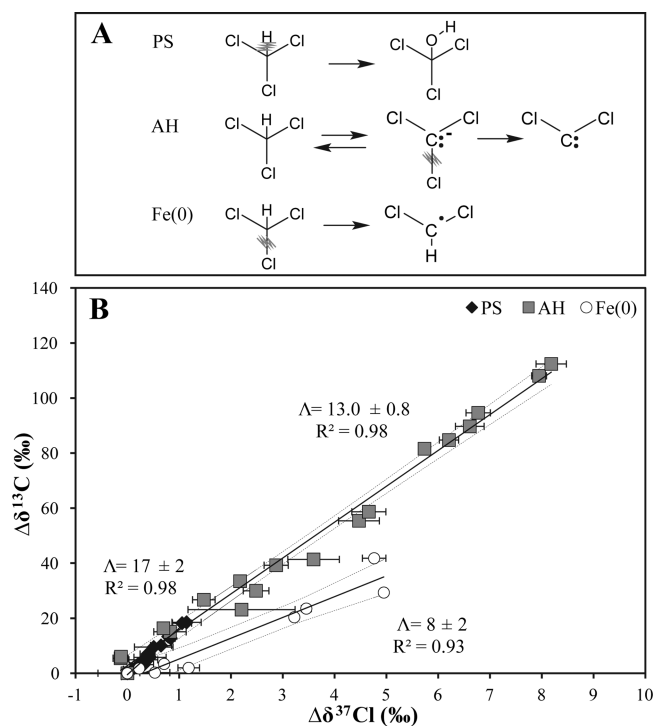 A
PS
Cl H Cl
Cl
Cl O H Cl
Cl
AH
Cl H Cl
Cl
Cl C:- Cl
Cl
Cl C: Cl
Fe(0)
Cl H Cl
Cl
Cl C • Cl
H
B
PS AH Fe(0)
Λ= 13.0 ± 0.8
R² = 0.98
Λ= 17 ± 2
R² = 0.98
Λ= 8 ± 2
R² = 0.93
Δδ¹³C (‰)
140
120
100
80
60
40
20
0
-1 0 1 2 3 4 5 6 7 8 9 10
Δδ³⁷Cl (‰)